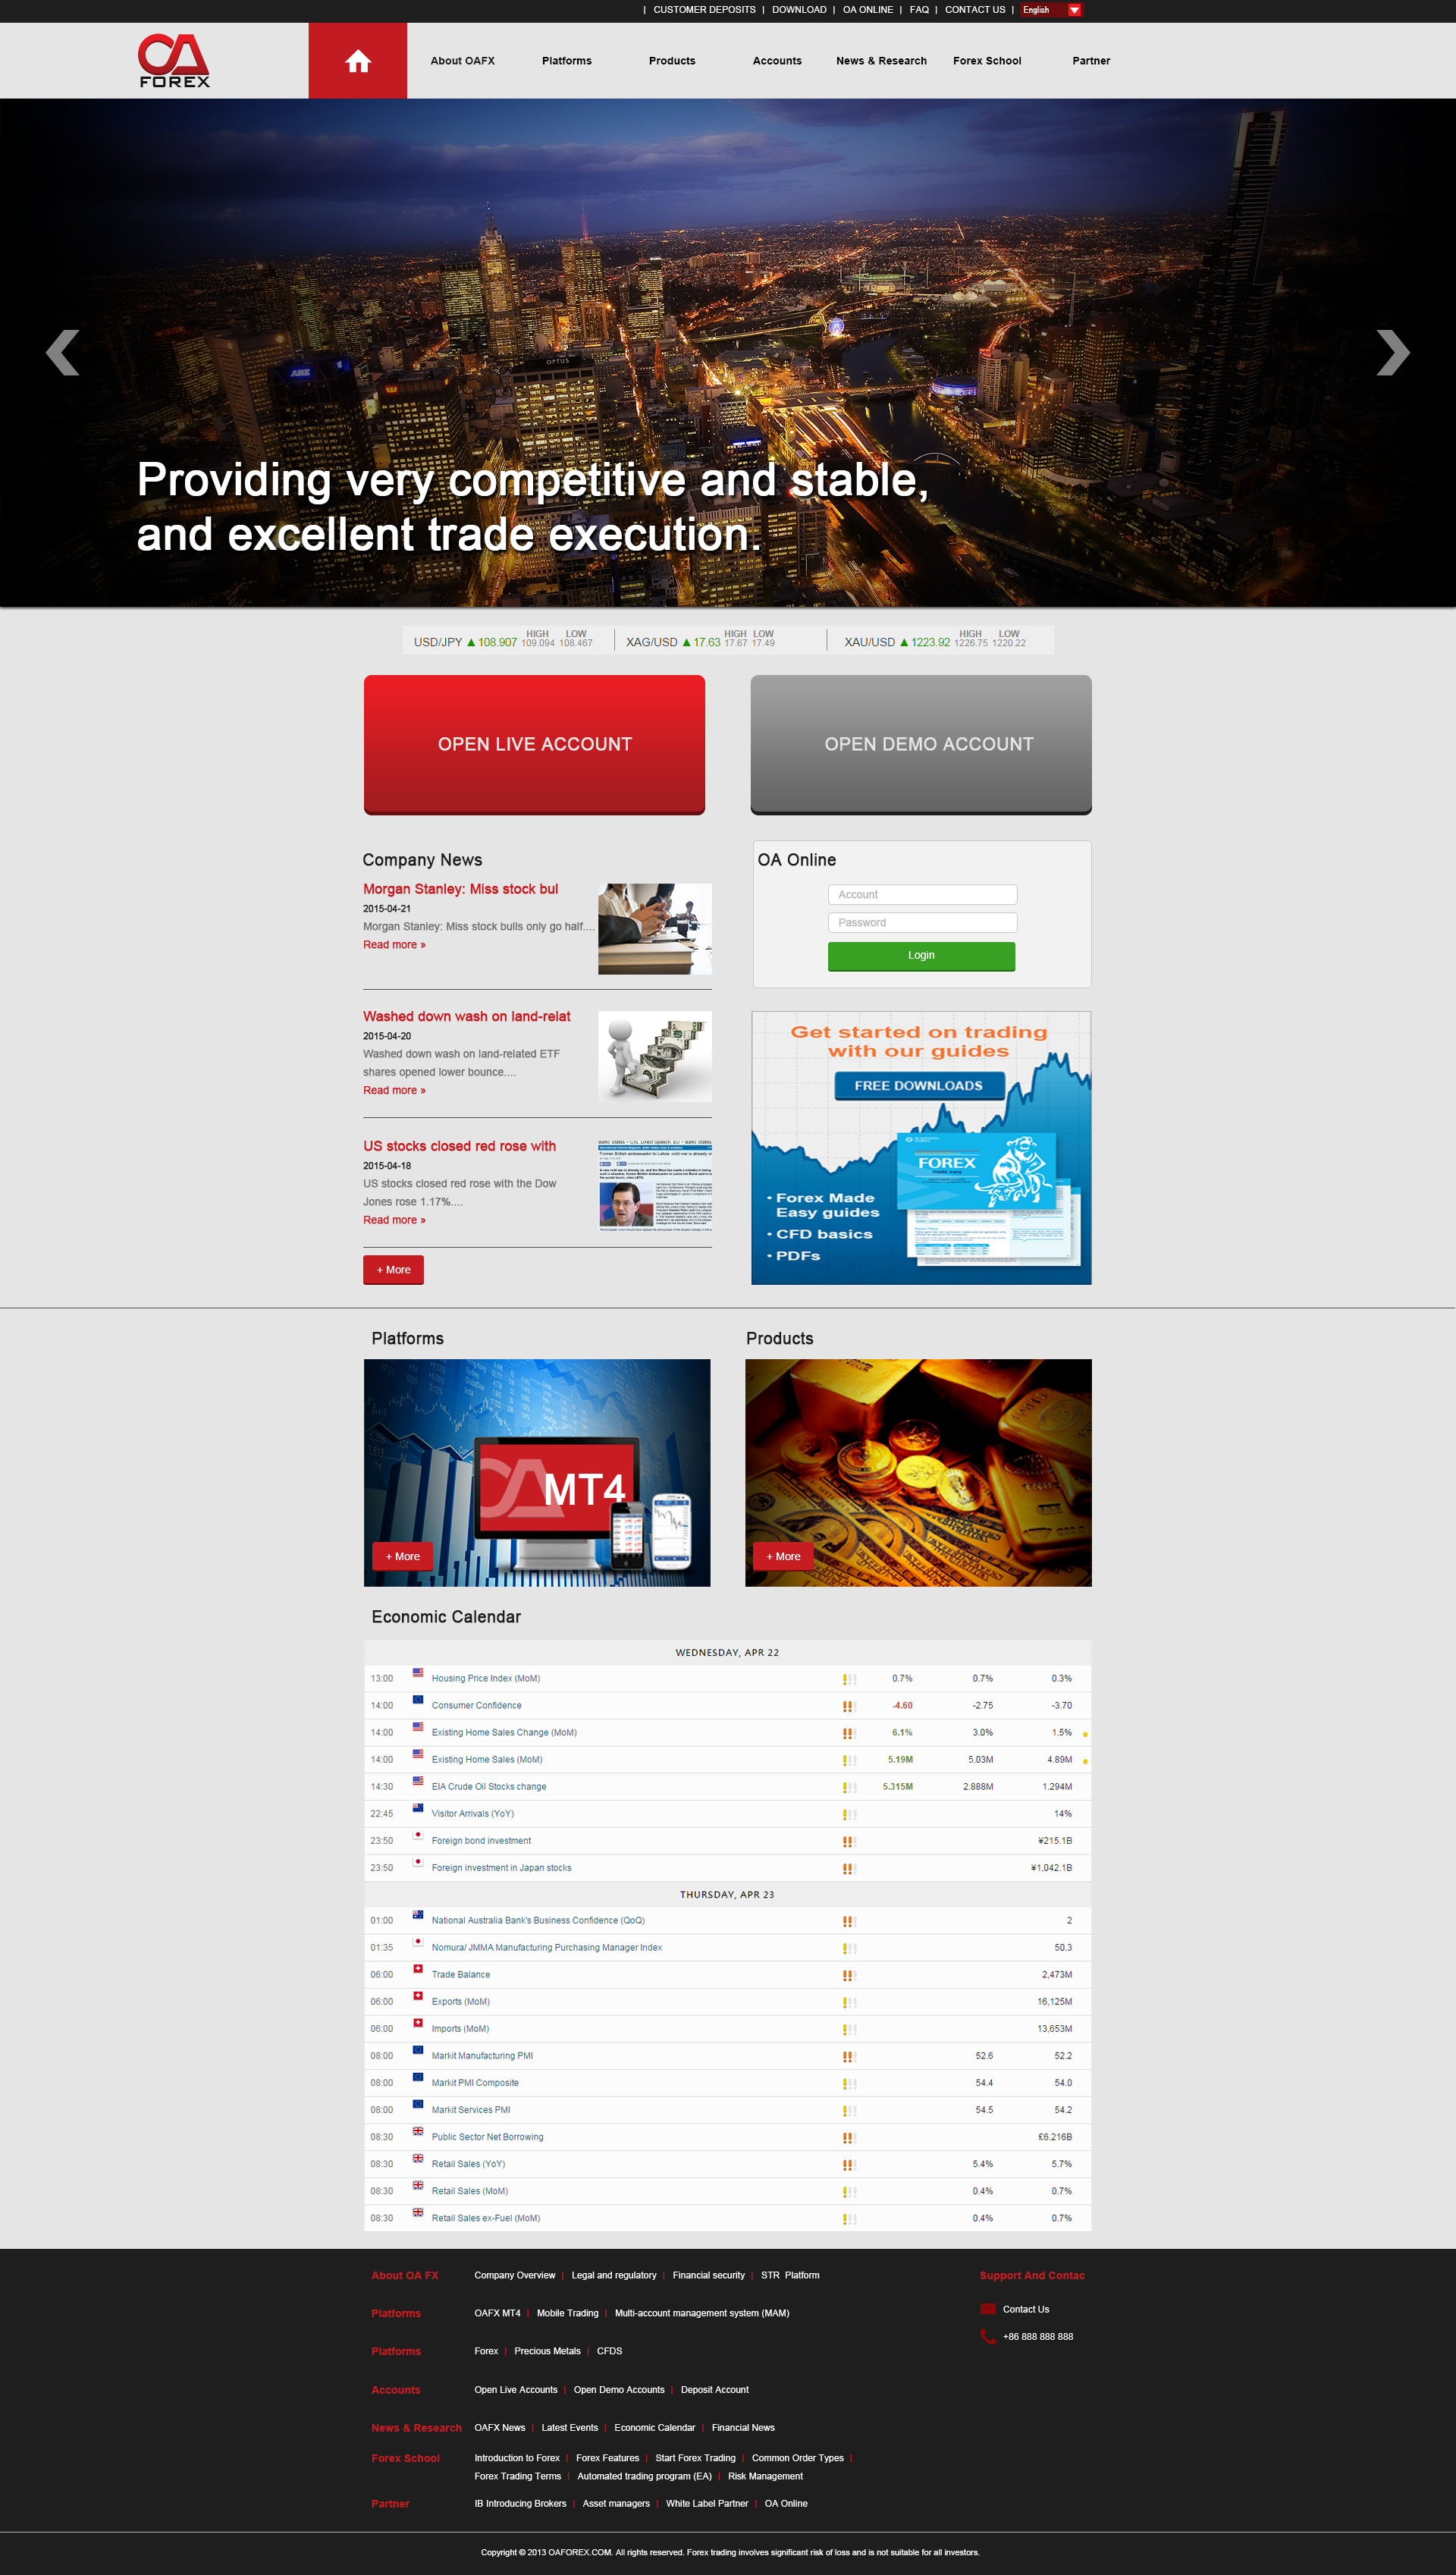 | CUSTOMER DEPOSITS | DOWNLOAD | OA ONLINE | FAQ | CONTACT US | English
OA
FOREX
About OAFX Platforms Products Accounts News & Research Forex School Partner
OPTUS
Providing very competitive and stable,
and excellent trade execution.
USD/JPY ▲108.907 HIGH 109.094 LOW 108.467
XAG/USD ▲17.63 HIGH 17.67 LOW 17.49
XAU/USD ▲1223.92 HIGH 1226.75 LOW 1220.22
OPEN LIVE ACCOUNT
OPEN DEMO ACCOUNT
Company News
Morgan Stanley: Miss stock bul
2015-04-21
Morgan Stanley: Miss stock bulls only go half....
Read more »
Washed down wash on land-relat
2015-04-20
Washed down wash on land-related ETF
shares opened lower bounce....
Read more »
US stocks closed red rose with
2015-04-18
US stocks closed red rose with the Dow
Jones rose 1.17%....
Read more »
+ More
OA Online
Account
Password
Login
Get started on trading
with our guides
FREE DOWNLOADS
FOREX
made easy
• Forex Made
Easy guides
• CFD basics
• PDFs
Platforms
OA
MT4
+ More
Products
+ More
Economic Calendar
WEDNESDAY, APR 22
13:00 Housing Price Index (MoM) 0.7% 0.7% 0.3%
14:00 Consumer Confidence -4.60 -2.75 -3.70
14:00 Existing Home Sales Change (MoM) 6.1% 3.0% 1.5%
14:00 Existing Home Sales (MoM) 5.19M 5.03M 4.89M
14:30 EIA Crude Oil Stocks change 5.315M 2.888M 1.294M
22:45 Visitor Arrivals (YoY) 14%
23:50 Foreign bond investment ¥215.1B
23:50 Foreign investment in Japan stocks ¥1,042.1B
THURSDAY, APR 23
01:00 National Australia Bank's Business Confidence (QoQ) 2
01:35 Nomura/ JMMA Manufacturing Purchasing Manager Index 50.3
06:00 Trade Balance 2,473M
06:00 Exports (MoM) 16,125M
06:00 Imports (MoM) 13,653M
08:00 Markit Manufacturing PMI 52.6 52.2
08:00 Markit PMI Composite 54.4 54.0
08:00 Markit Services PMI 54.5 54.2
08:30 Public Sector Net Borrowing £6.216B
08:30 Retail Sales (YoY) 5.4% 5.7%
08:30 Retail Sales (MoM) 0.4% 0.7%
08:30 Retail Sales ex-Fuel (MoM) 0.4% 0.7%
About OA FX Company Overview | Legal and regulatory | Financial security | STR Platform
Platforms OAFX MT4 | Mobile Trading | Multi-account management system (MAM)
Platforms Forex | Precious Metals | CFDS
Accounts Open Live Accounts | Open Demo Accounts | Deposit Account
News & Research OAFX News | Latest Events | Economic Calendar | Financial News
Forex School Introduction to Forex | Forex Features | Start Forex Trading | Common Order Types |
Forex Trading Terms | Automated trading program (EA) | Risk Management
Partner IB Introducing Brokers | Asset managers | White Label Partner | OA Online
Support And Contac
Contact Us
+86 888 888 888
Copyright © 2013 OAFOREX.COM. All rights reserved. Forex trading involves significant risk of loss and is not suitable for all investors.